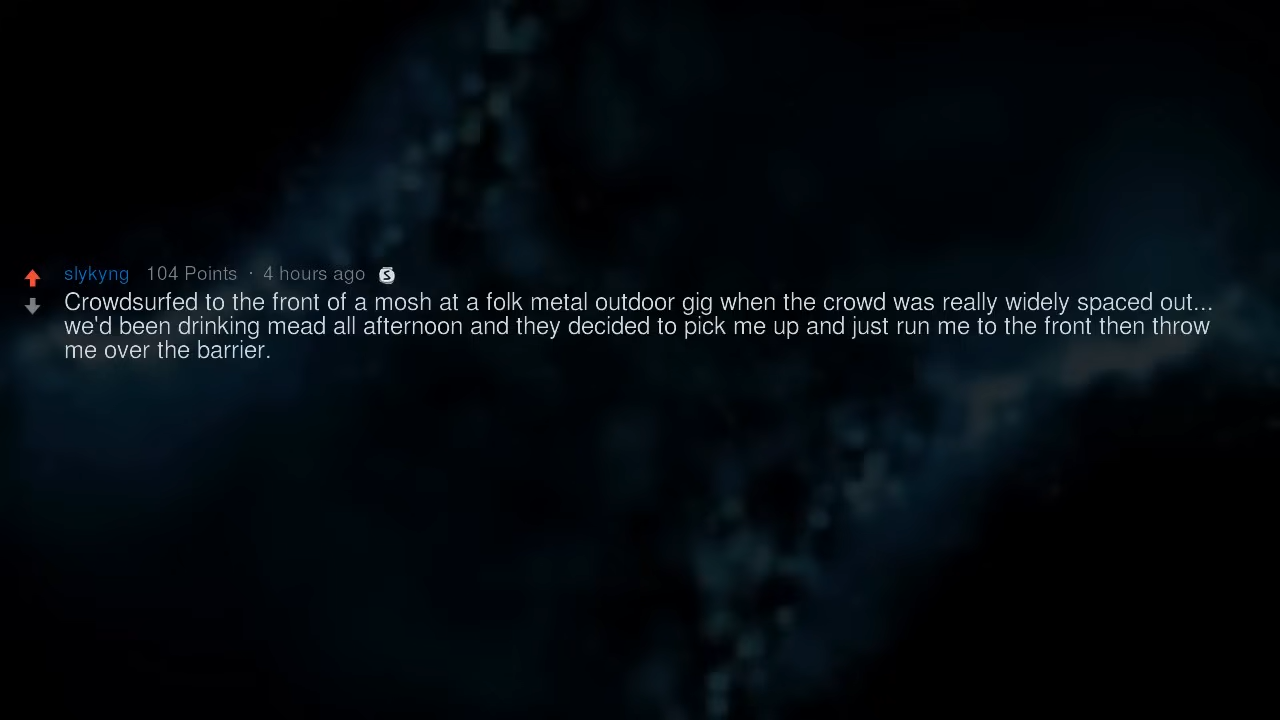 slykyng 104 Points · 4 hours ago S
Crowdsurfed to the front of a mosh at a folk metal outdoor gig when the crowd was really widely spaced out...
we'd been drinking mead all afternoon and they decided to pick me up and just run me to the front then throw
me over the barrier.